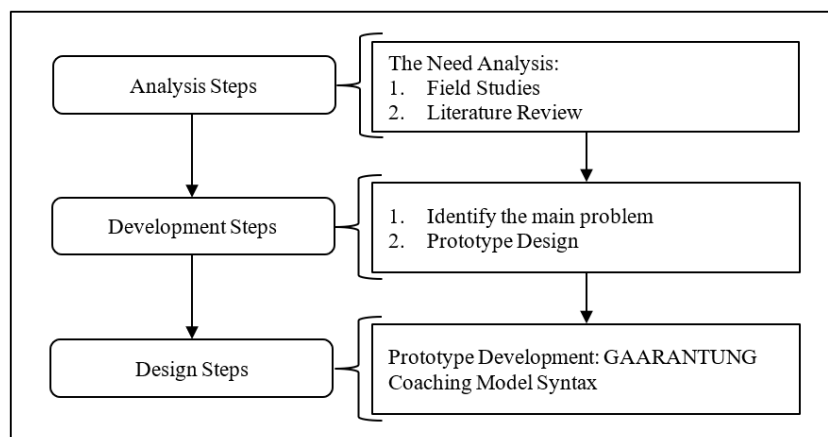 Analysis Steps
The Need Analysis:
1. Field Studies
2. Literature Review
Development Steps
1. Identify the main problem
2. Prototype Design
Design Steps
Prototype Development: GAARANTUNG
Coaching Model Syntax